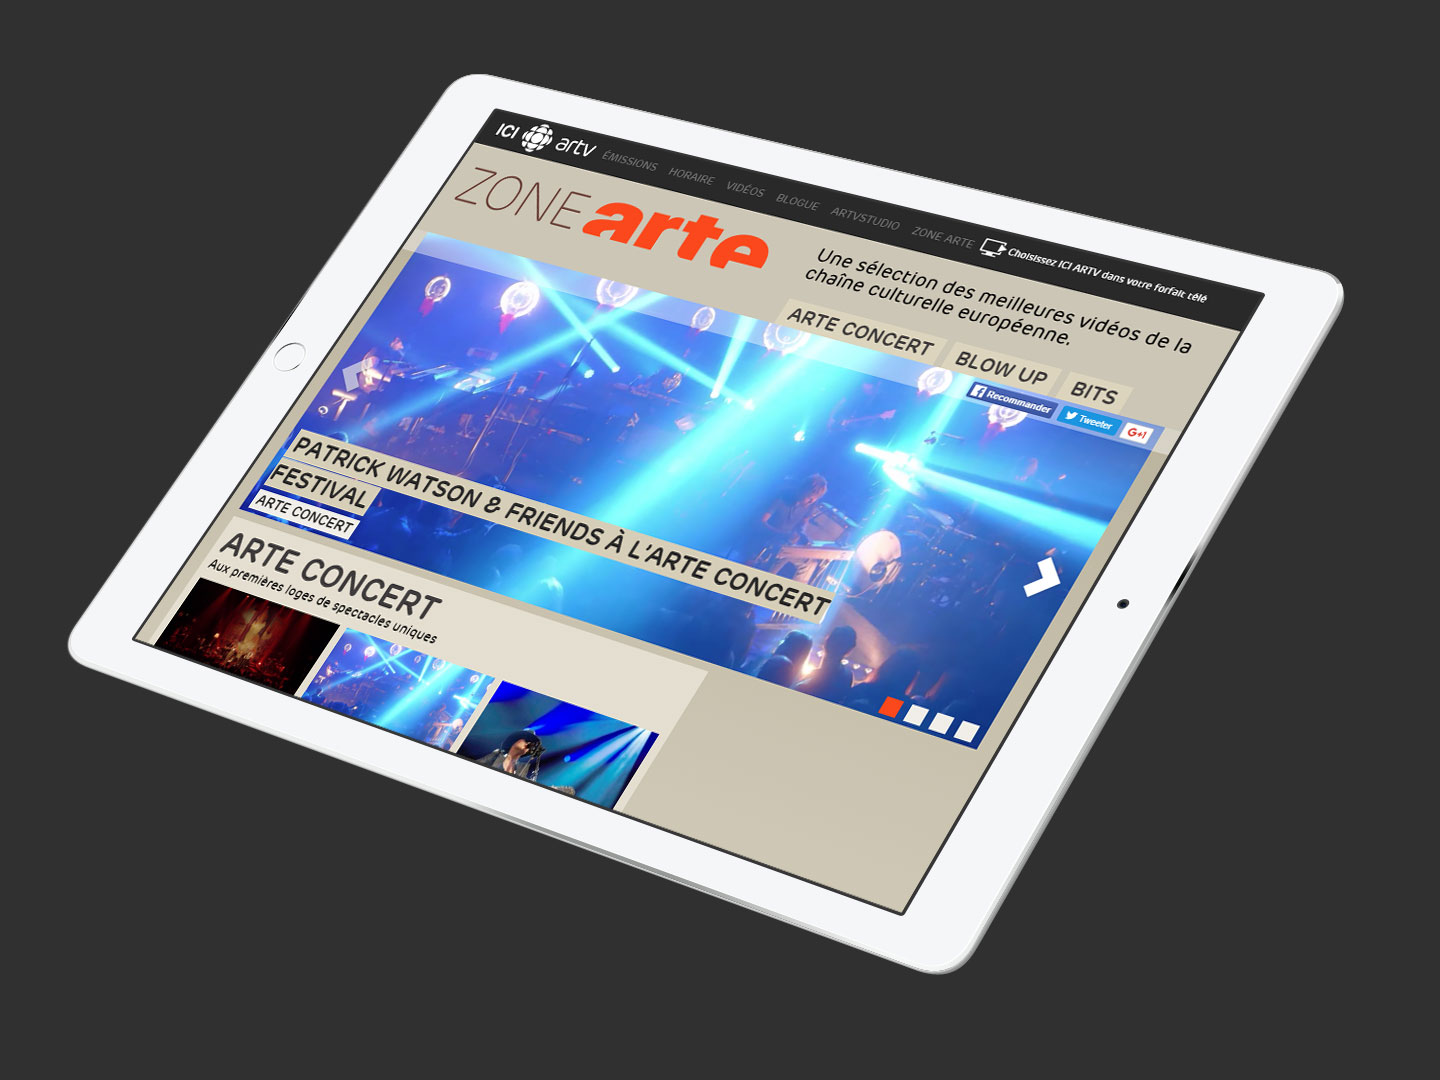 ICI artv ÉMISSIONS HORAIRE VIDÉOS BLOGUE ARTVSTUDIO ZONE ARTE Choisissez ICI ARTV dans votre forfait télé
ZONE arte
Une sélection des meilleures vidéos de la
chaîne culturelle européenne.
ARTE CONCERT BLOW UP BITS
Recommander Tweeter G+1
PATRICK WATSON & FRIENDS À L'ARTE CONCERT
FESTIVAL
ARTE CONCERT
ARTE CONCERT
Aux premières loges de spectacles uniques